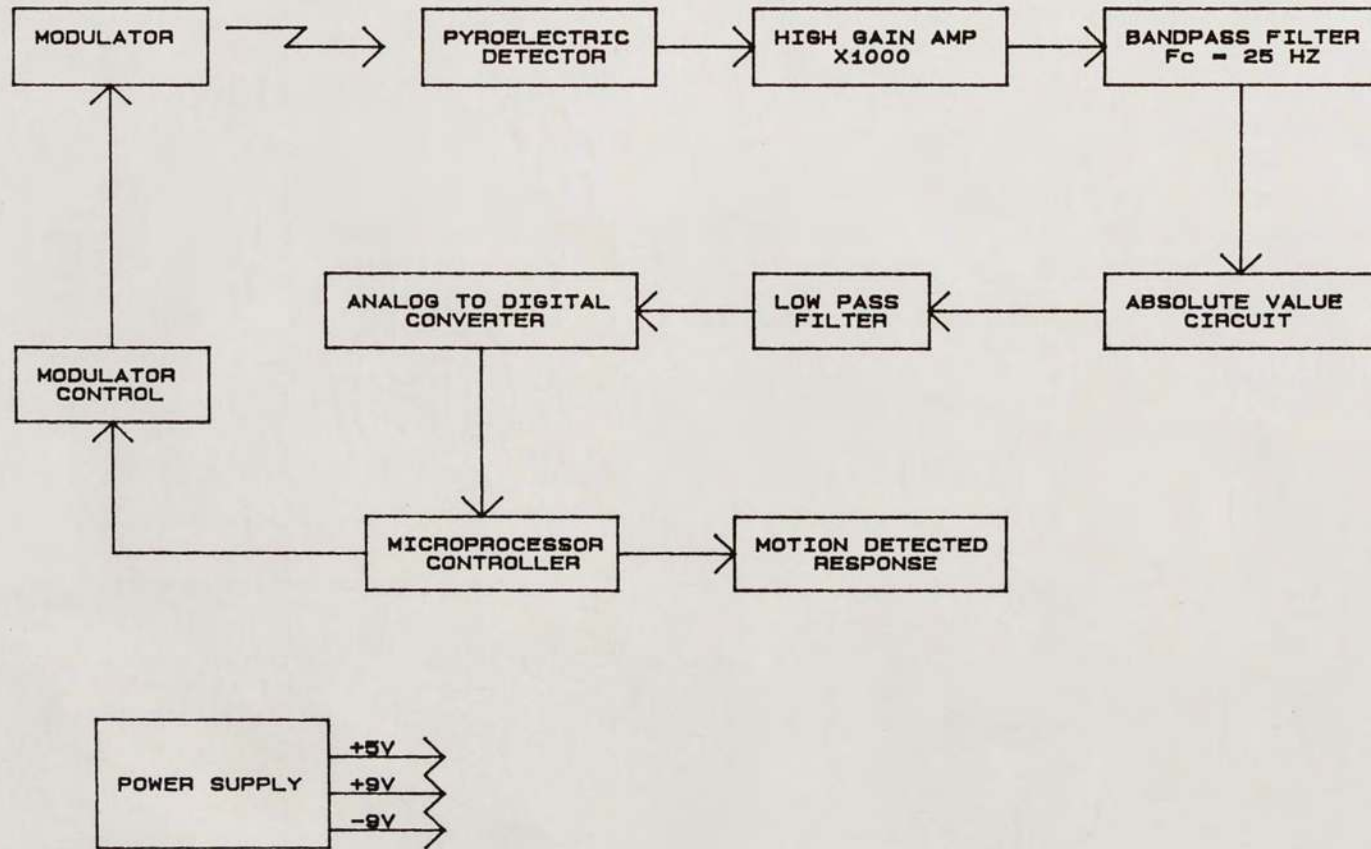 MODULATOR
PYROELECTRIC
DETECTOR
HIGH GAIN AMP
X1000
BANDPASS FILTER
Fc = 25 HZ
ANALOG TO DIGITAL
CONVERTER
LOW PASS
FILTER
ABSOLUTE VALUE
CIRCUIT
MODULATOR
CONTROL
MICROPROCESSOR
CONTROLLER
MOTION DETECTED
RESPONSE
POWER SUPPLY
+5V
+9V
-9V